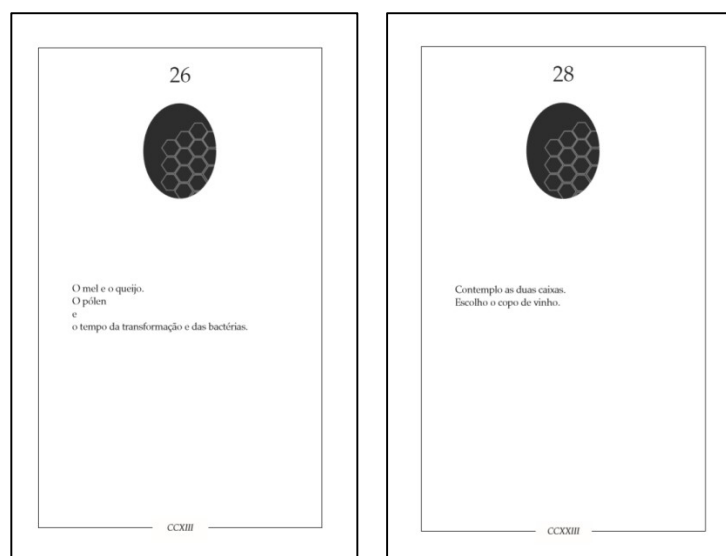 26
O mel e o queijo.
O pólen
e
o tempo da transformação e das bactérias.
CCXIII
28
Contemplo as duas caixas.
Escolho o copo de vinho.
CCXXIII